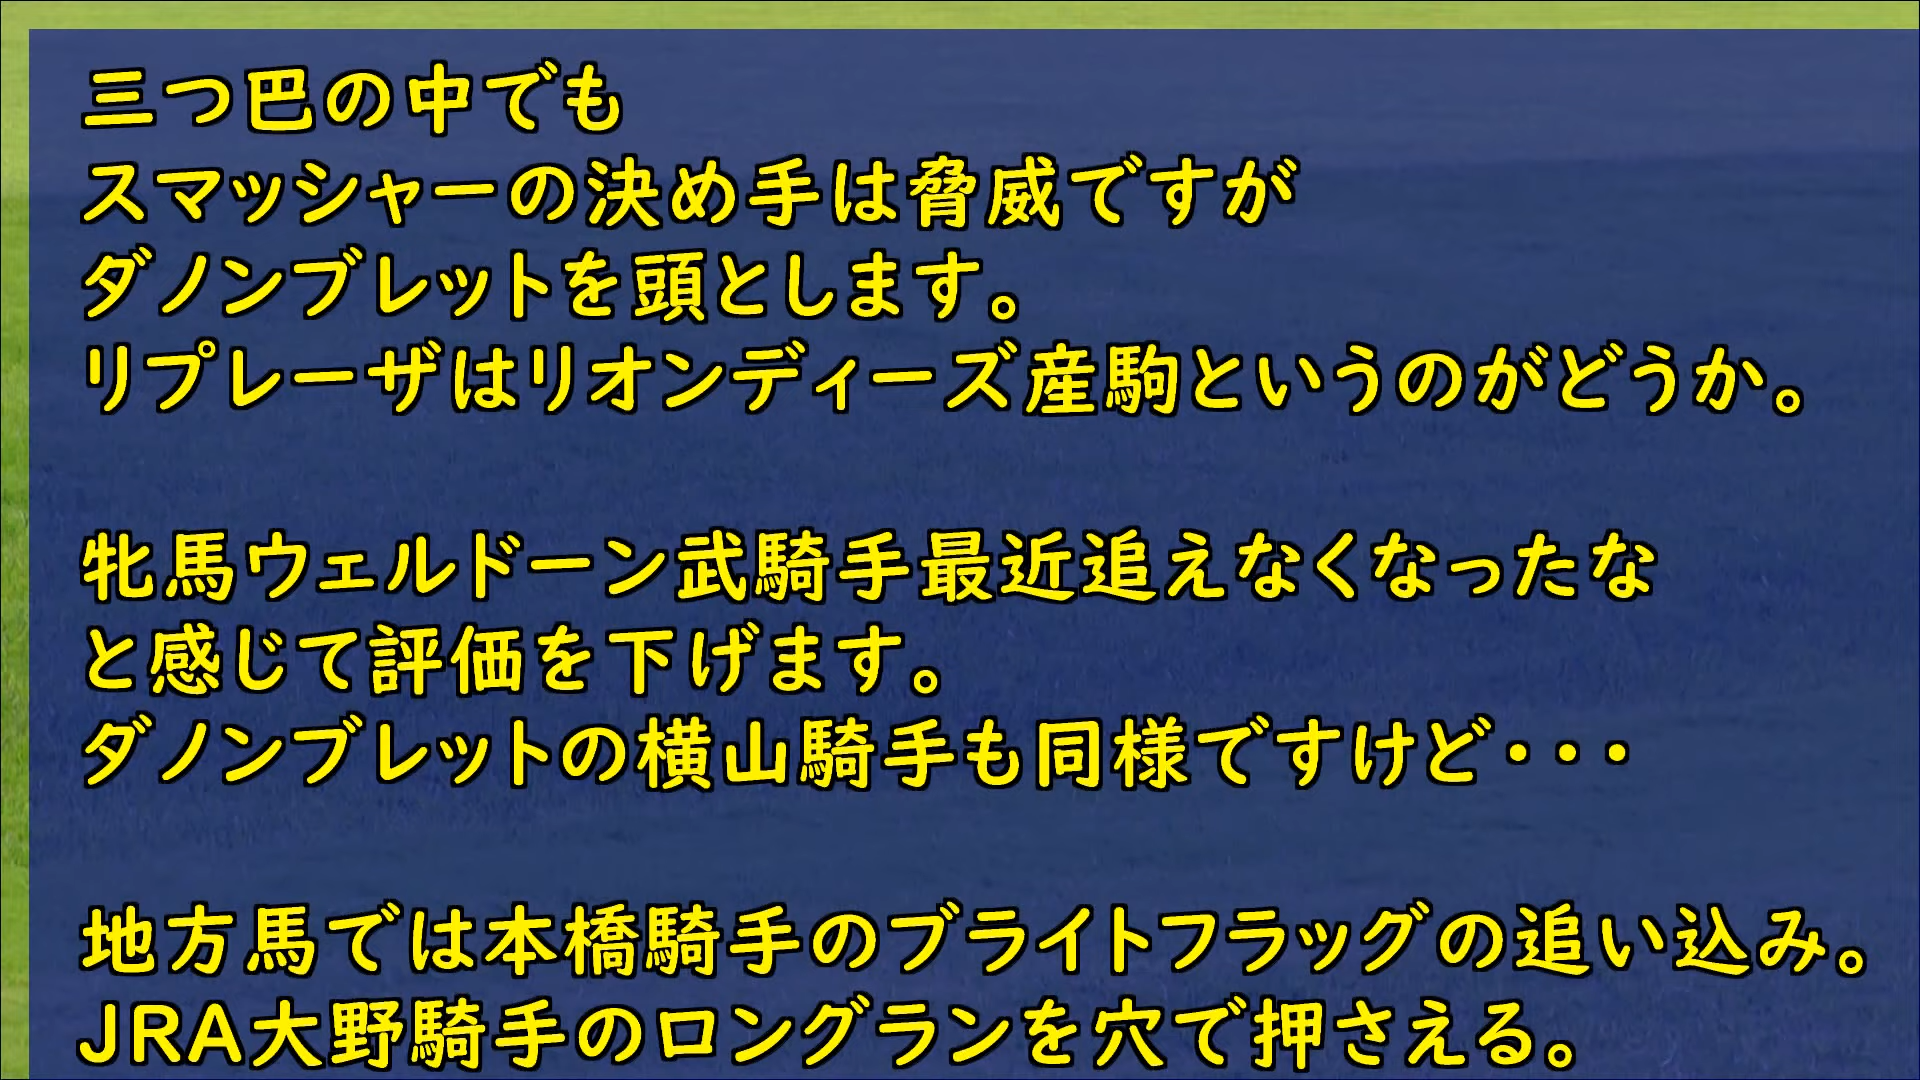 三つ巴の中でも
スマッシャーの決め手は脅威ですが
ダノンブレットを頭とします。
リプレーザはリオンディーズ産駒というのがどうか。
牝馬ウェルドーン武騎手最近追えなくなったな
と感じて評価を下げます。
ダノンブレットの横山騎手も同様ですけど・・・
地方馬では本橋騎手のブライトフラッグの追い込み。
JRA大野騎手のロングランを穴で押さえる。